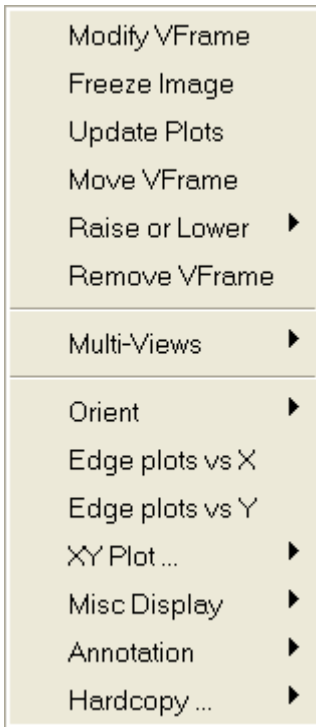 Modify VFrame
Freeze Image
Update Plots
Move VFrame
Raise or Lower
Remove VFrame
Multi-Views
Orient
Edge plots vs X
Edge plots vs Y
XY Plot ...
Misc Display
Annotation
Hardcopy ...